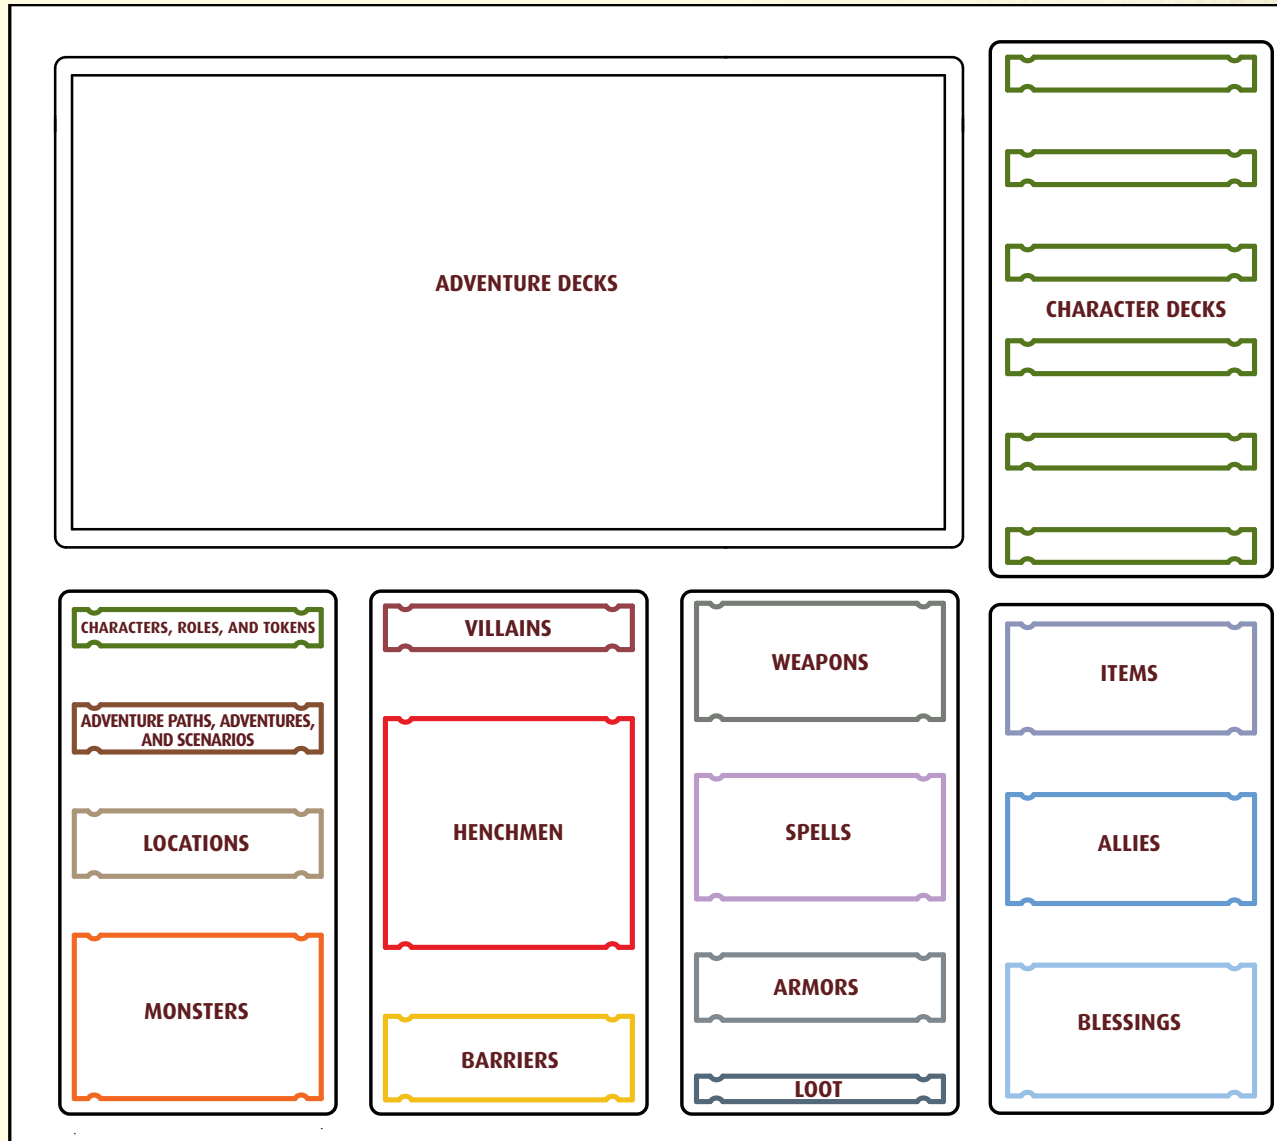 ADVENTURE DECKS
CHARACTER DECKS
CHARACTERS, ROLES, AND TOKENS
ADVENTURE PATHS, ADVENTURES,
AND SCENARIOS
LOCATIONS
MONSTERS
VILLAINS
HENCHMEN
BARRIERS
WEAPONS
SPELLS
ARMORS
LOOT
ITEMS
ALLIES
BLESSINGS